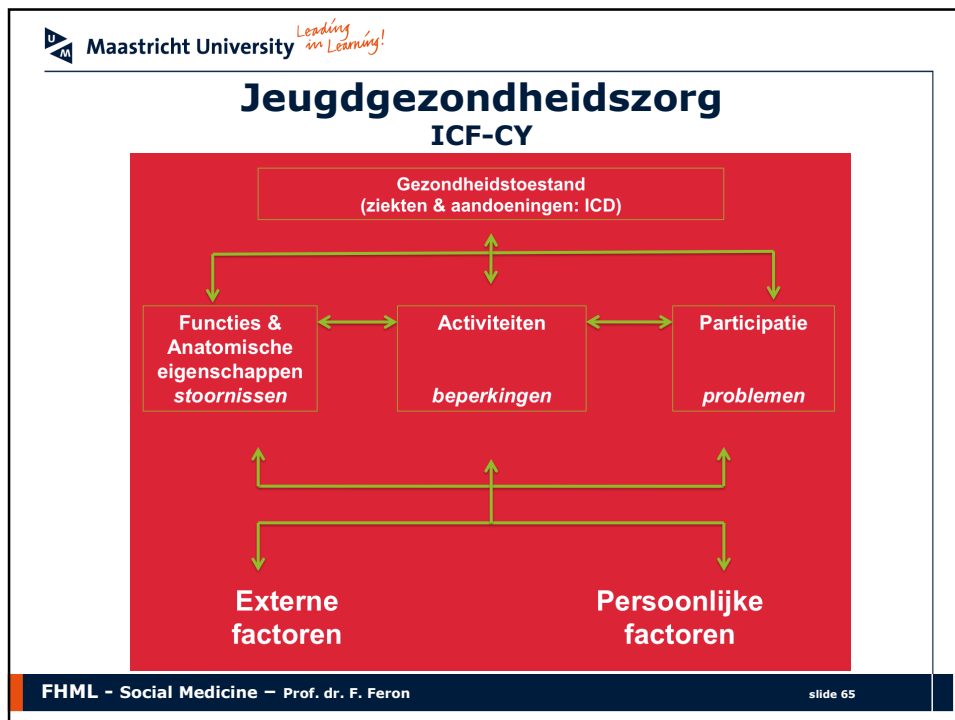 Maastricht University
Leading
in Learning!
Jeugdgezondheidszorg
ICF-CY
Gezondheidstoestand
(ziekten & aandoeningen: ICD)
Functies &
Anatomische
eigenschappen
stoornissen
Activiteiten
beperkingen
Participatie
problemen
Externe
factoren
Persoonlijke
factoren
FHML - Social Medicine – Prof. dr. F. Feron
slide 65